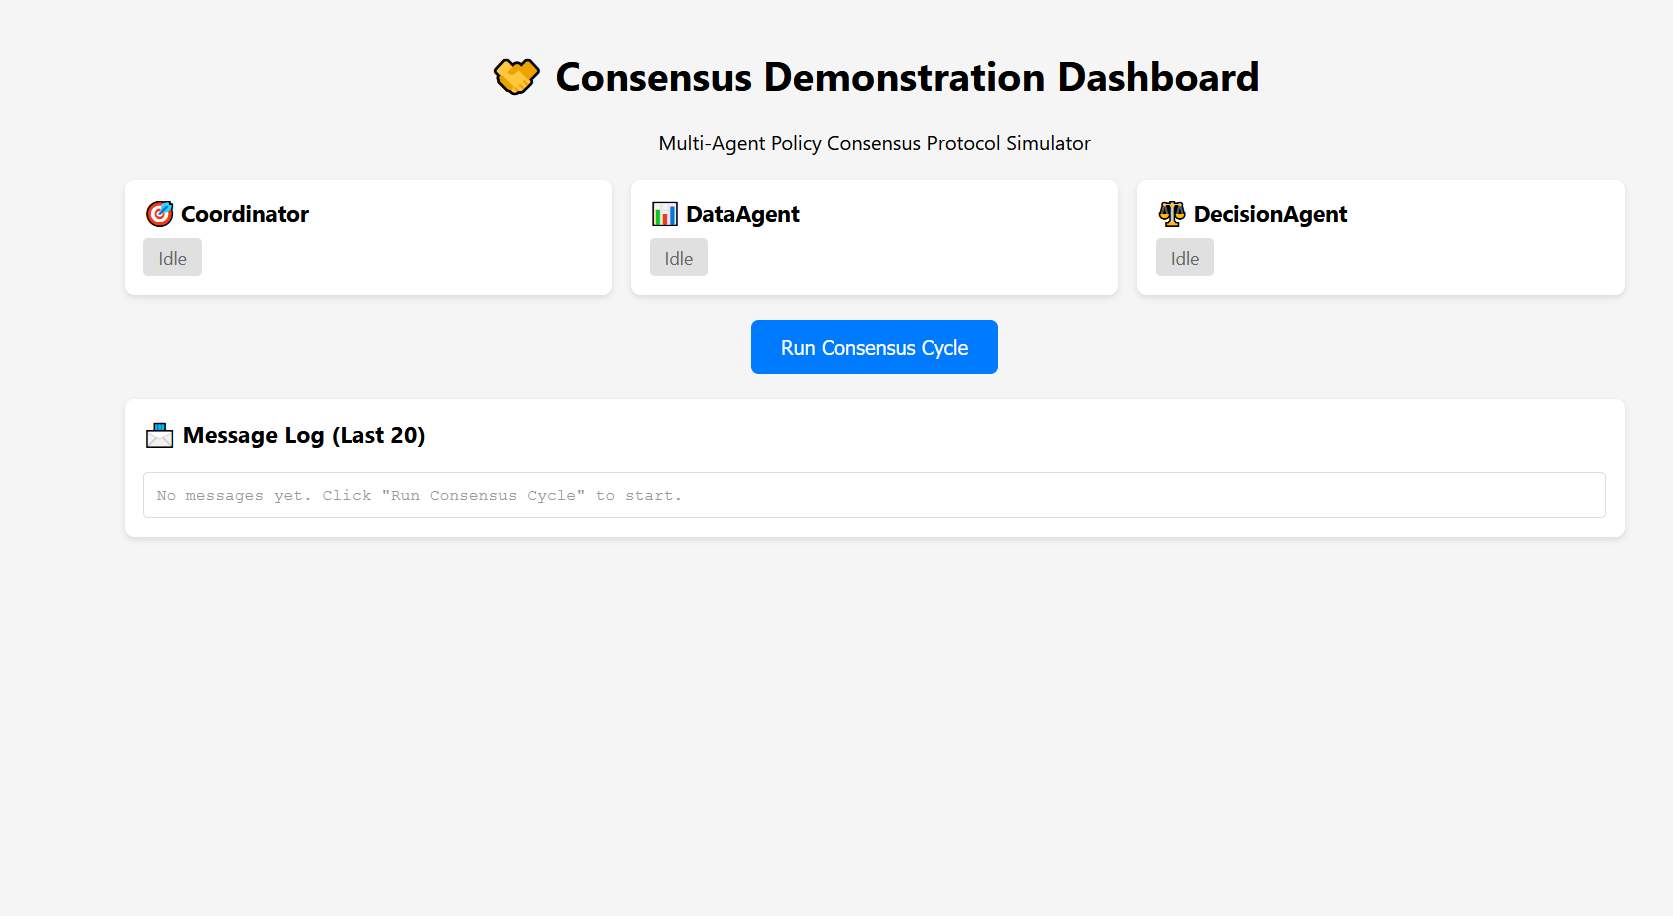 Consensus Demonstration Dashboard
Multi-Agent Policy Consensus Protocol Simulator
Coordinator
Idle
DataAgent
Idle
DecisionAgent
Idle
Run Consensus Cycle
Message Log (Last 20)
No messages yet. Click "Run Consensus Cycle" to start.